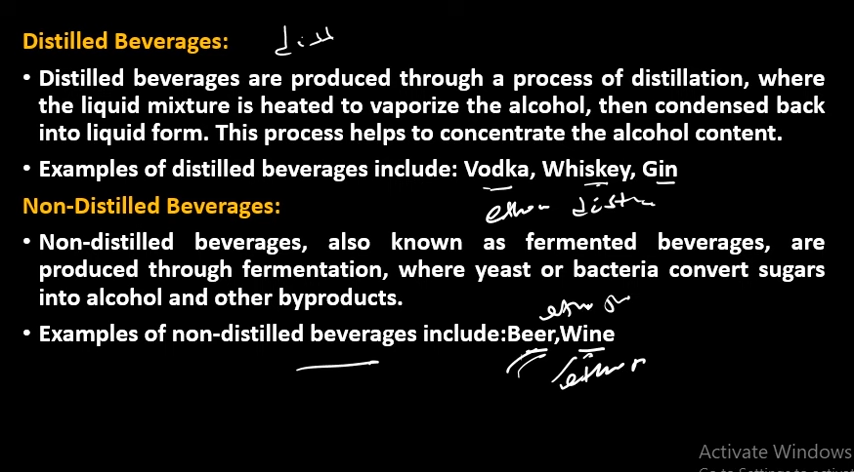 Distilled Beverages:
• Distilled beverages are produced through a process of distillation, where
the liquid mixture is heated to vaporize the alcohol, then condensed back
into liquid form. This process helps to concentrate the alcohol content.
• Examples of distilled beverages include: Vodka, Whiskey, Gin
Non-Distilled Beverages:
• Non-distilled beverages, also known as fermented beverages, are
produced through fermentation, where yeast or bacteria convert sugars
into alcohol and other byproducts.
• Examples of non-distilled beverages include:Beer,Wine
Activate Windows